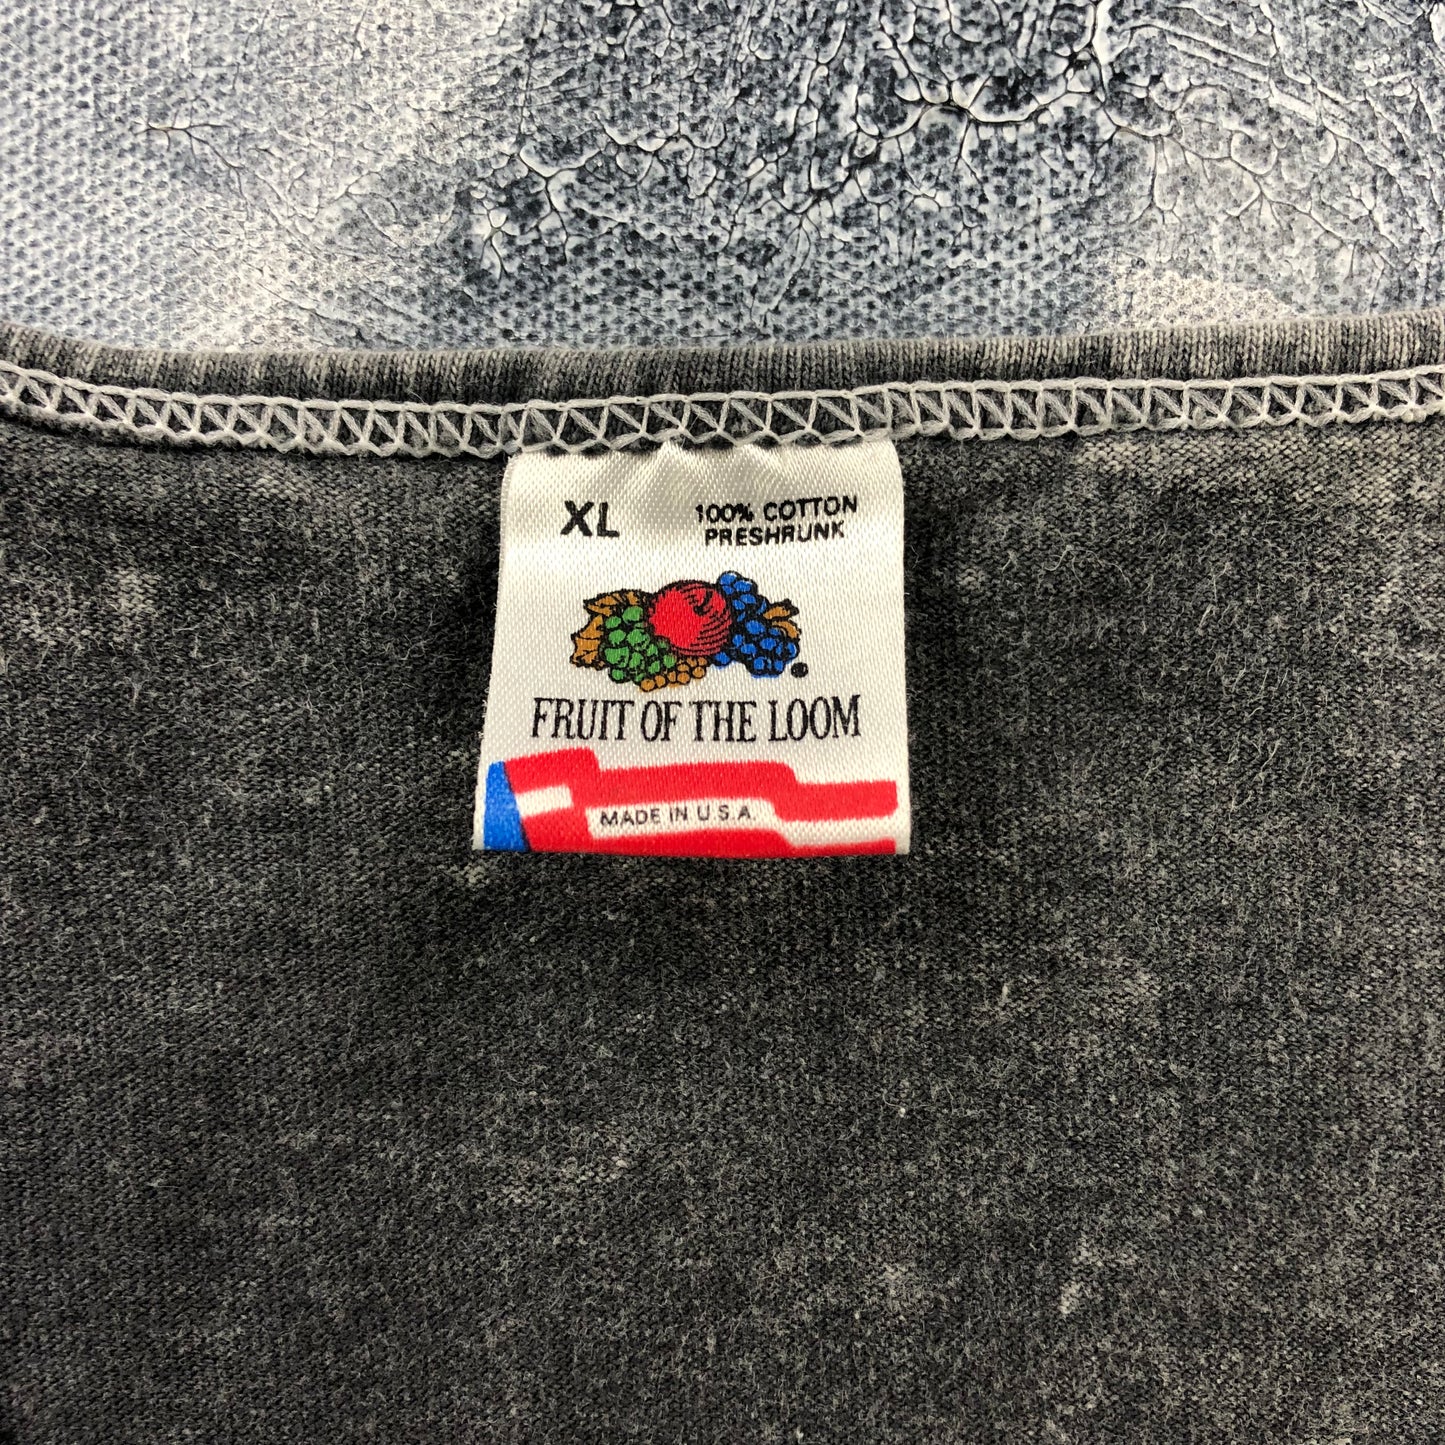 XL
100% COTTON
PRESHRUNK
FRUIT OF THE LOOM
MADE IN U.S.A.